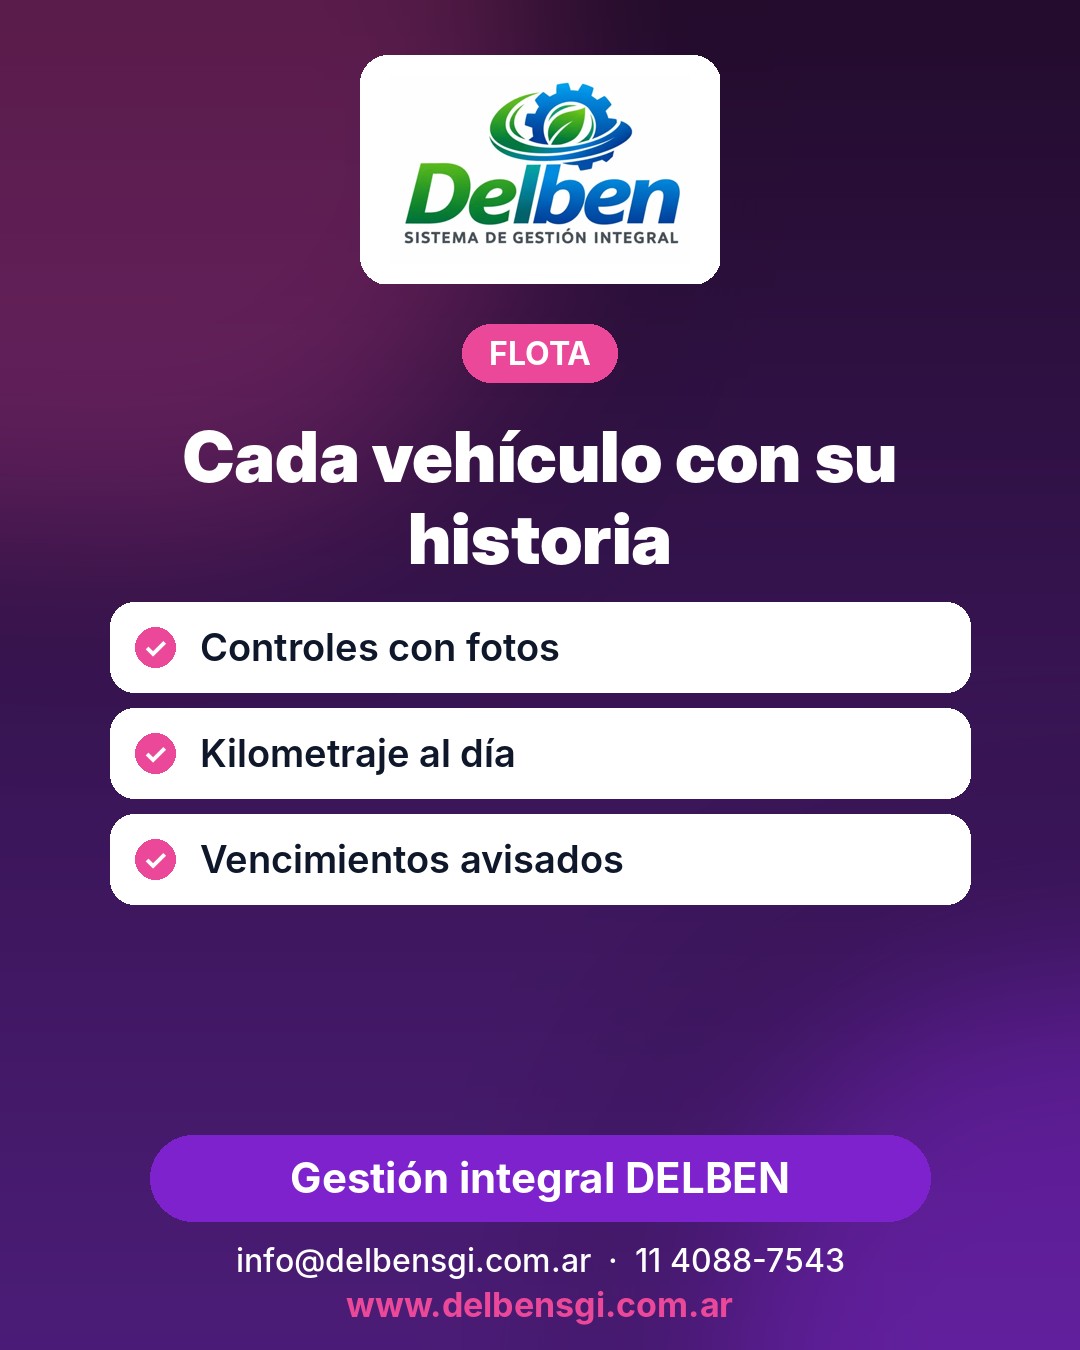 Delben
SISTEMA DE GESTIÓN INTEGRAL
FLOTA
Cada vehículo con su
historia
Controles con fotos
Kilometraje al día
Vencimientos avisados
Gestión integral DELBEN
info@delbensgi.com.ar · 11 4088-7543
www.delbensgi.com.ar